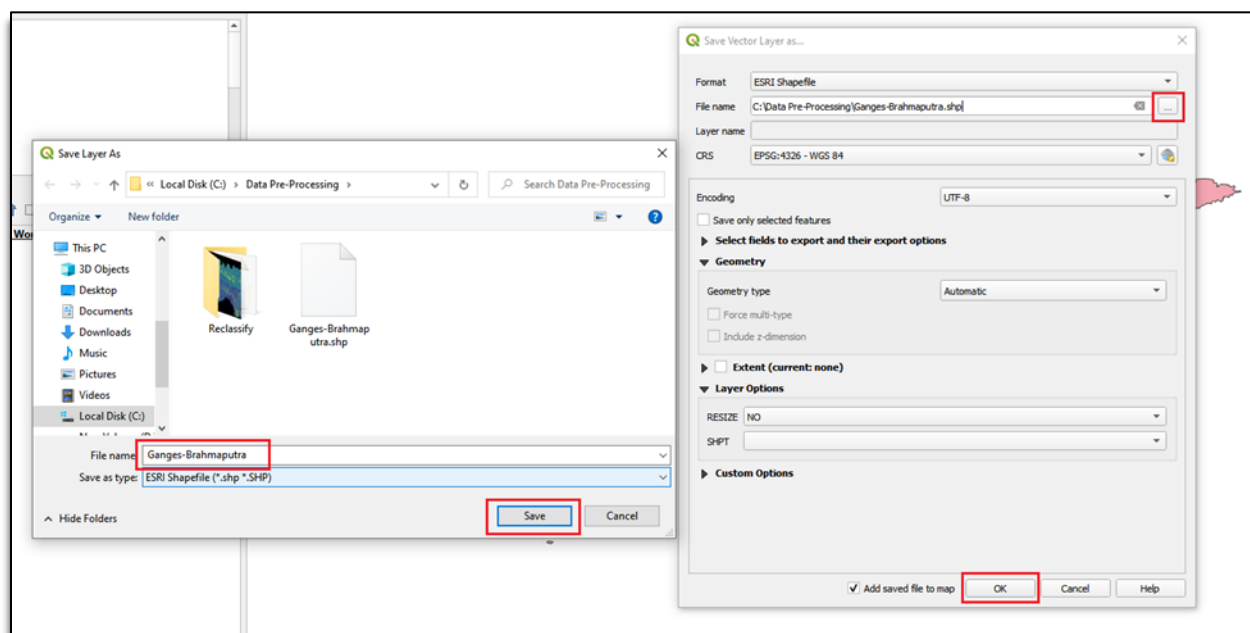 Save Vector Layer as...
Format ESRI Shapefile
File name C:\Data Pre-Processing\Ganges-Brahmaputra.shp ...
Layer name
CRS EPSG:4326 - WGS 84
Encoding UTF-8
Save only selected features
Select fields to export and their export options
Geometry
Geometry type Automatic
Force multi-type
Include z-dimension
Extent (current: none)
Layer Options
RESIZE NO
SHPT
Custom Options
Add saved file to map OK Cancel Help
Save Layer As
« Local Disk (C:) › Data Pre-Processing › Search Data Pre-Processing
Organize New folder
This PC
3D Objects
Desktop
Documents
Downloads
Music
Pictures
Videos
Local Disk (C:)
Reclassify
Ganges-Brahmap
utra.shp
File name Ganges-Brahmaputra
Save as type: ESRI Shapefile (*.shp *.SHP)
Hide Folders Save Cancel